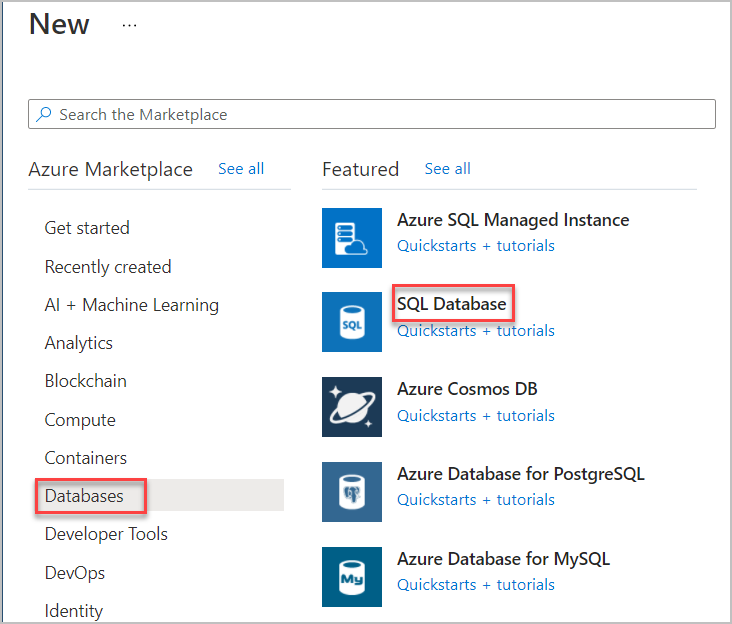 New ...
Search the Marketplace
Azure Marketplace See all
Get started
Recently created
AI + Machine Learning
Analytics
Blockchain
Compute
Containers
Databases
Developer Tools
DevOps
Identity
Featured See all
Azure SQL Managed Instance
Quickstarts + tutorials
SQL
SQL Database
Quickstarts + tutorials
Azure Cosmos DB
Quickstarts + tutorials
Azure Database for PostgreSQL
Quickstarts + tutorials
My
Azure Database for MySQL
Quickstarts + tutorials